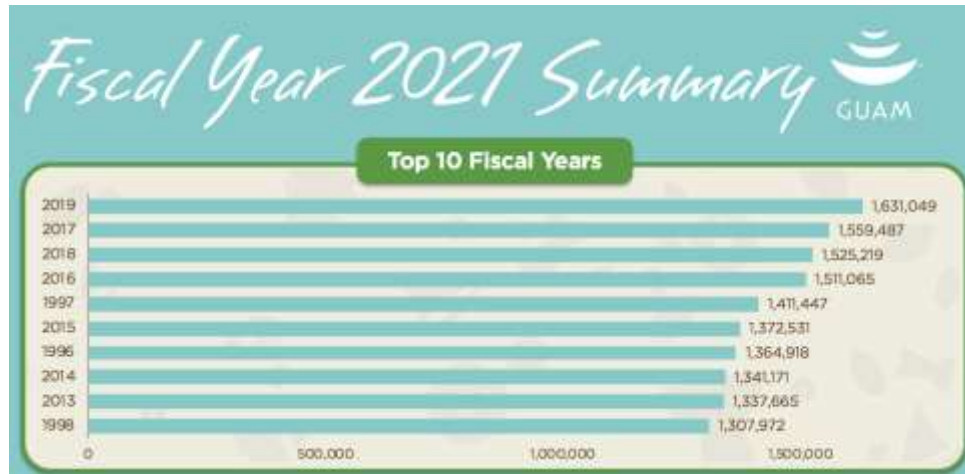 Fiscal Year 2021 Summary
GUAM
Top 10 Fiscal Years
2019 1,631,049
2017 1,559,487
2018 1,525,219
2016 1,511,065
1997 1,411,447
2015 1,372,531
1996 1,364,918
2014 1,341,171
2013 1,337,665
1998 1,307,972
0 500,000 1,000,000 1,500,000